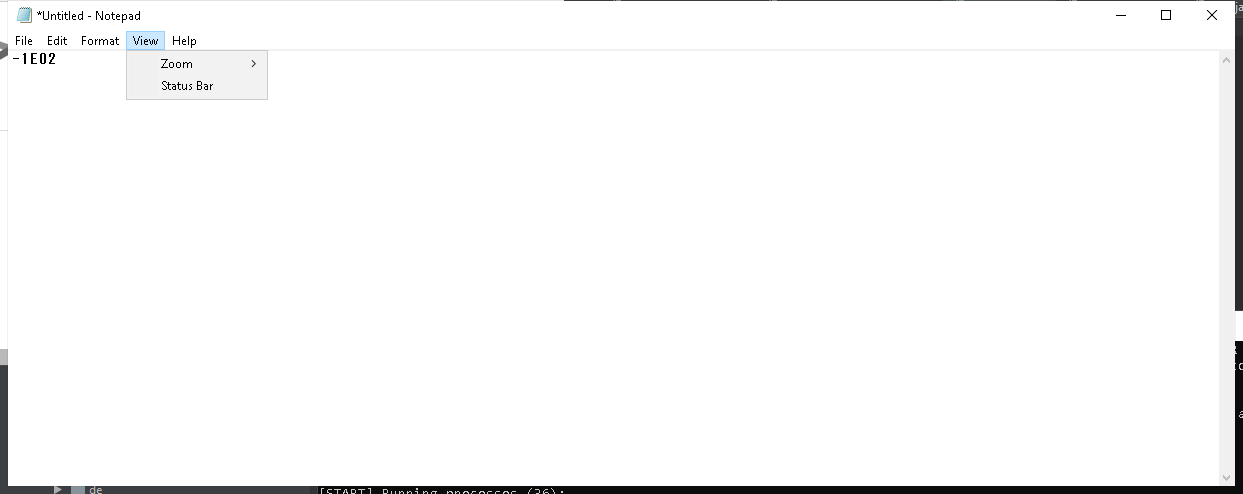 *Untitled - Notepad
File Edit Format View Help
-1E02
Zoom
Status Bar
de
[START] Running processes (36):